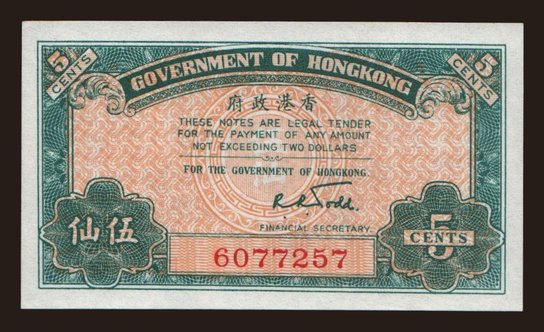 5 CENTS
5 CENTS
GOVERNMENT OF HONGKONG
府政港香
THESE NOTES ARE LEGAL TENDER
FOR THE PAYMENT OF ANY AMOUNT
NOT EXCEEDING TWO DOLLARS
FOR THE GOVERNMENT OF HONGKONG.
R.R. Todd.
FINANCIAL SECRETARY.
仙伍
5 CENTS
6077257